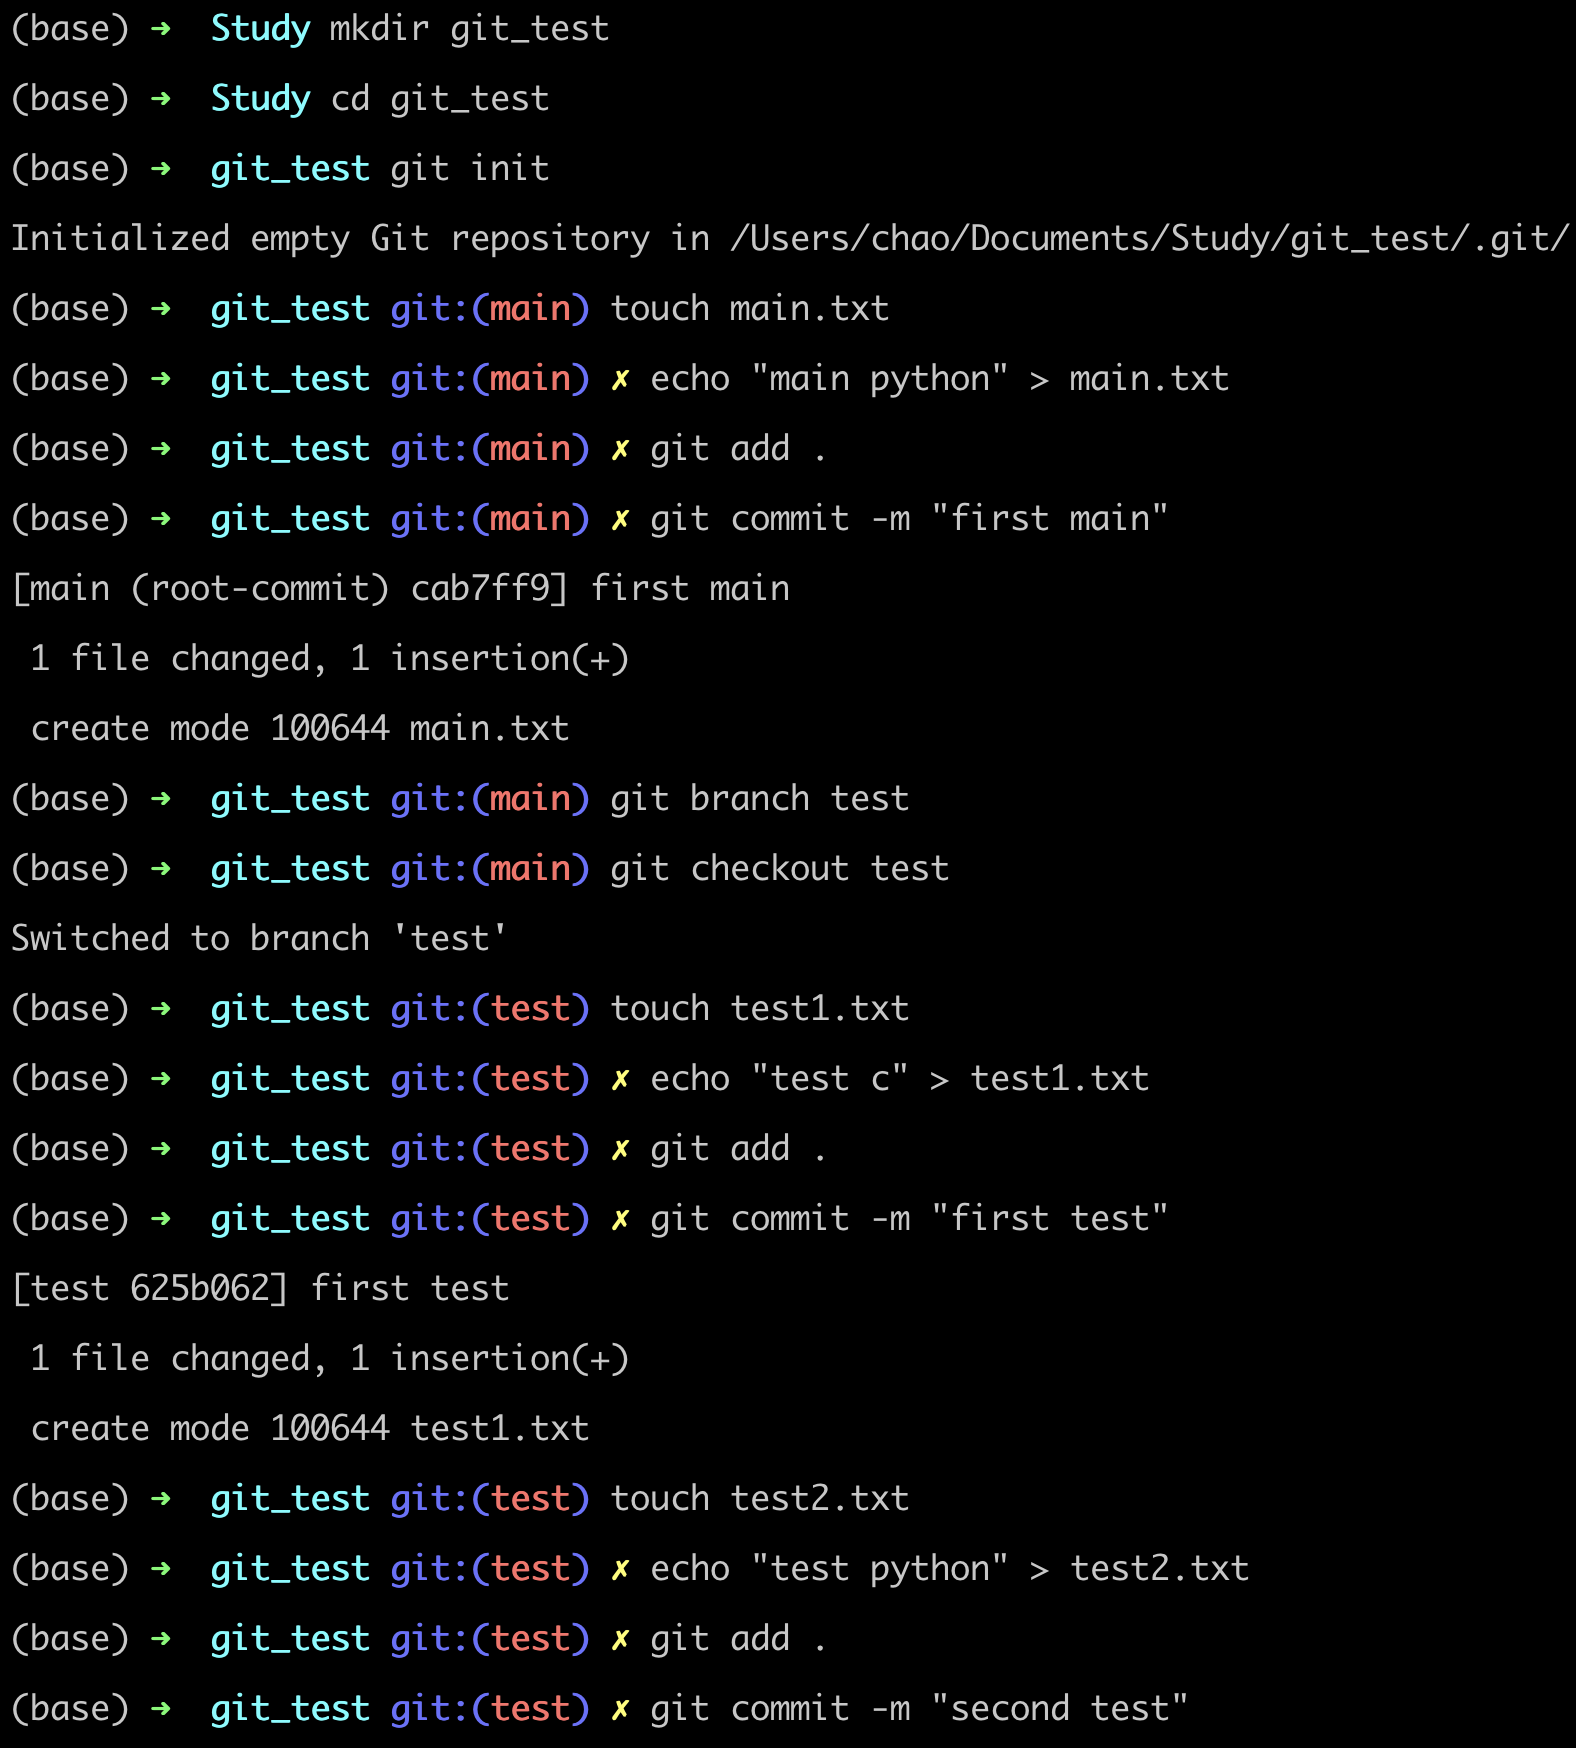 (base) ➜  Study mkdir git_test
(base) ➜  Study cd git_test
(base) ➜  git_test git init
Initialized empty Git repository in /Users/chao/Documents/Study/git_test/.git/
(base) ➜  git_test git:(main) touch main.txt
(base) ➜  git_test git:(main) ✗ echo "main python" > main.txt
(base) ➜  git_test git:(main) ✗ git add .
(base) ➜  git_test git:(main) ✗ git commit -m "first main"
[main (root-commit) cab7ff9] first main
 1 file changed, 1 insertion(+)
 create mode 100644 main.txt
(base) ➜  git_test git:(main) git branch test
(base) ➜  git_test git:(main) git checkout test
Switched to branch 'test'
(base) ➜  git_test git:(test) touch test1.txt
(base) ➜  git_test git:(test) ✗ echo "test c" > test1.txt
(base) ➜  git_test git:(test) ✗ git add .
(base) ➜  git_test git:(test) ✗ git commit -m "first test"
[test 625b062] first test
 1 file changed, 1 insertion(+)
 create mode 100644 test1.txt
(base) ➜  git_test git:(test) touch test2.txt
(base) ➜  git_test git:(test) ✗ echo "test python" > test2.txt
(base) ➜  git_test git:(test) ✗ git add .
(base) ➜  git_test git:(test) ✗ git commit -m "second test"